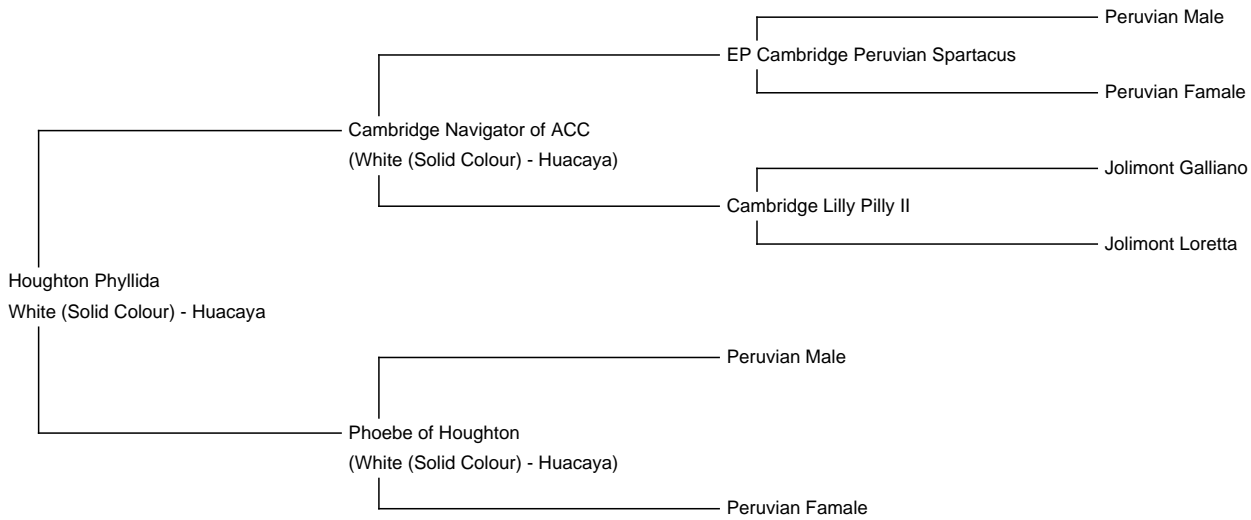 Peruvian Male
EP Cambridge Peruvian Spartacus
Peruvian Famale
Cambridge Navigator of ACC
(White (Solid Colour) - Huacaya)
Jolimont Galliano
Cambridge Lilly Pilly II
Jolimont Loretta
Houghton Phyllida
White (Solid Colour) - Huacaya
Peruvian Male
Phoebe of Houghton
(White (Solid Colour) - Huacaya)
Peruvian Famale